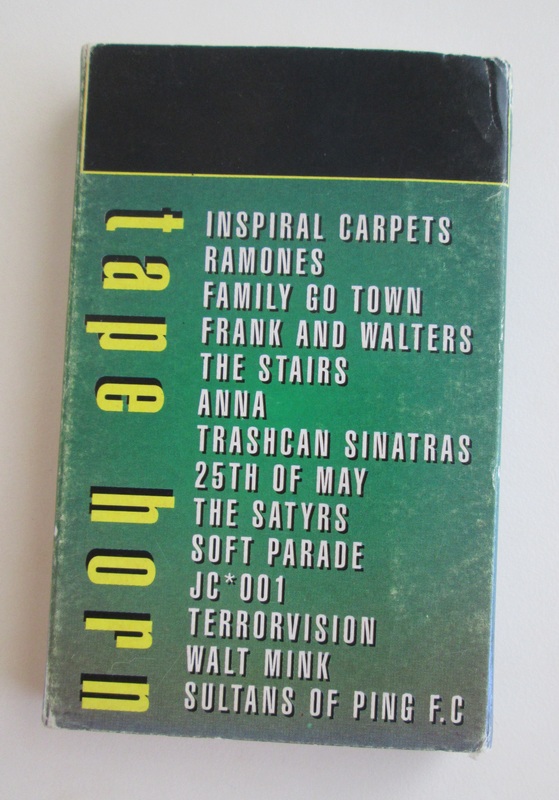 tape horn
INSPIRAL CARPETS
RAMONES
FAMILY GO TOWN
FRANK AND WALTERS
THE STAIRS
ANNA
TRASHCAN SINATRAS
25TH OF MAY
THE SATYRS
SOFT PARADE
JC*001
TERRORVISION
WALT MINK
SULTANS OF PING F.C